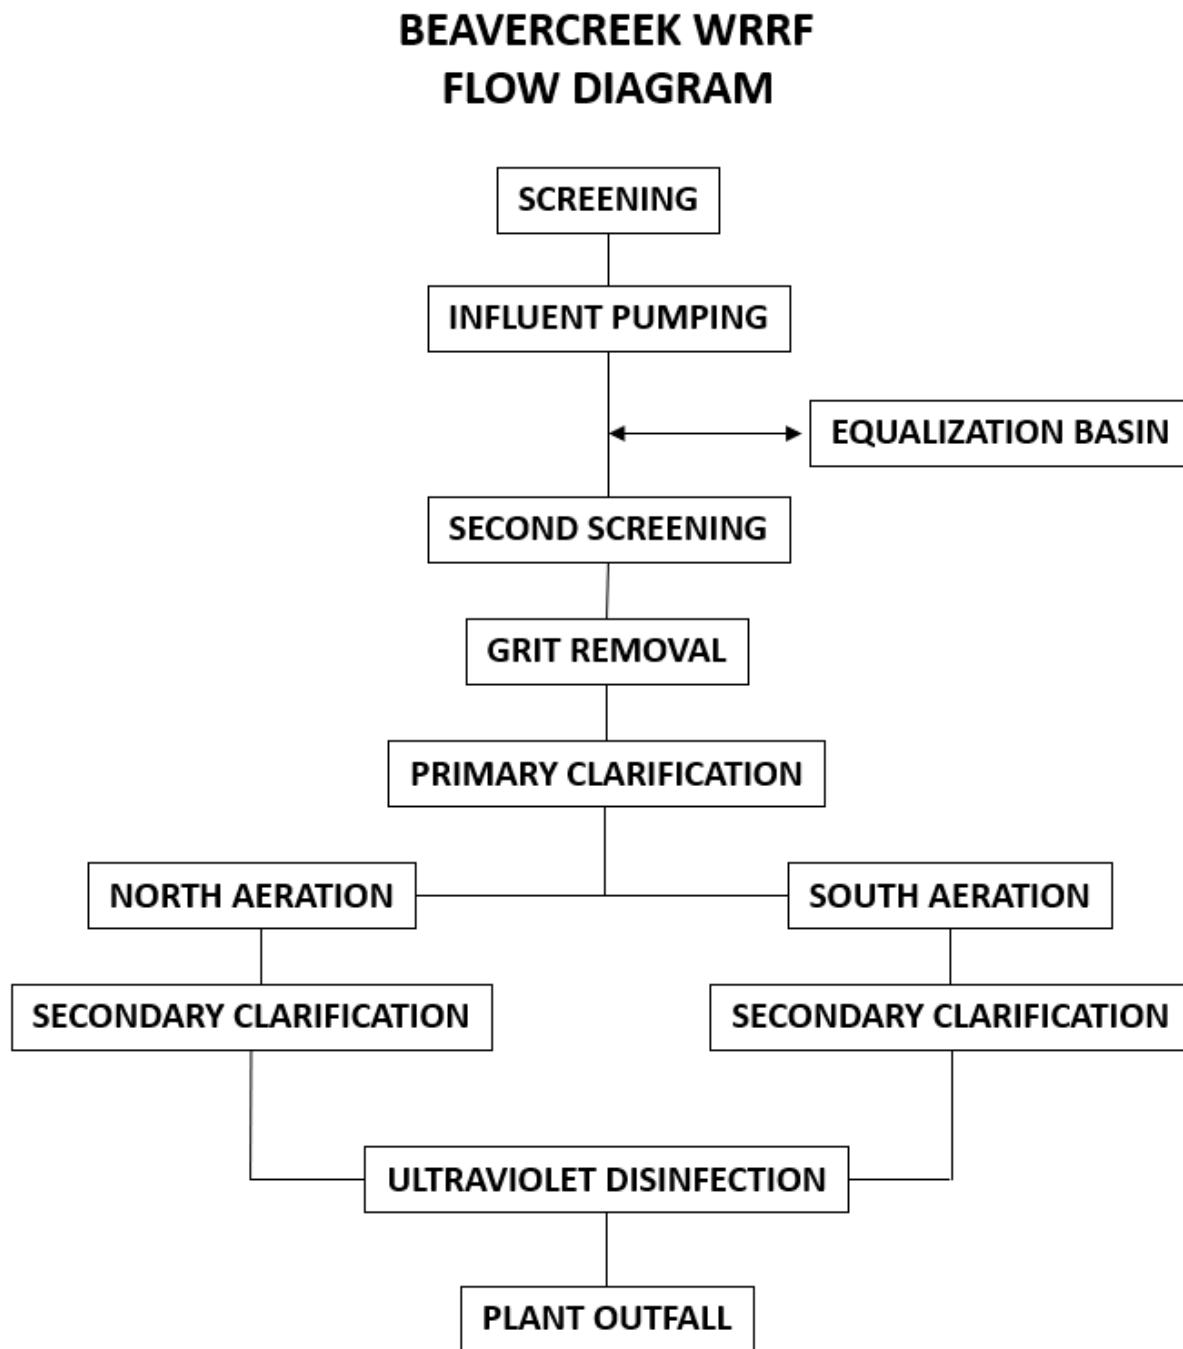 BEAVERCREEK WRRF
FLOW DIAGRAM
SCREENING
INFLUENT PUMPING
EQUALIZATION BASIN
SECOND SCREENING
GRIT REMOVAL
PRIMARY CLARIFICATION
NORTH AERATION
SOUTH AERATION
SECONDARY CLARIFICATION
SECONDARY CLARIFICATION
ULTRAVIOLET DISINFECTION
PLANT OUTFALL